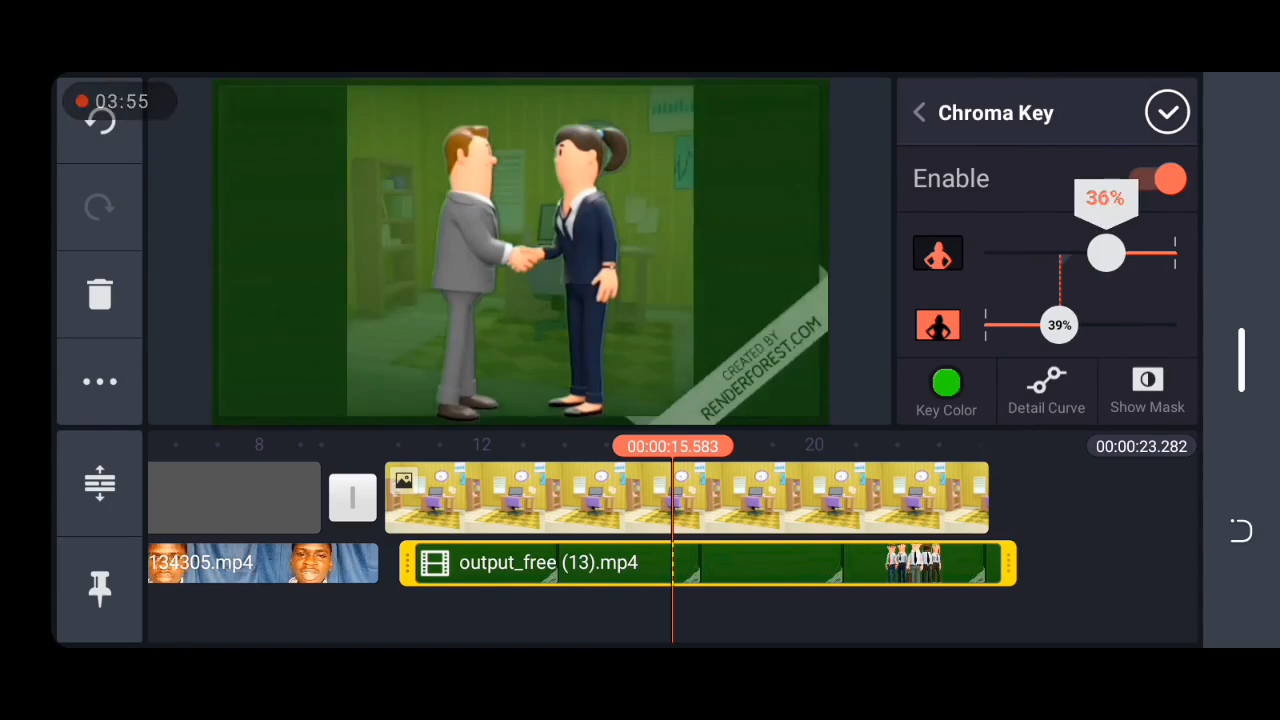 03:55
Chroma Key
Enable
36%
39%
Key Color
Detail Curve
Show Mask
CREATED BY
RENDERFOREST.COM
8
12
00:00:15.583
20
00:00:23.282
134305.mp4
output_free (13).mp4